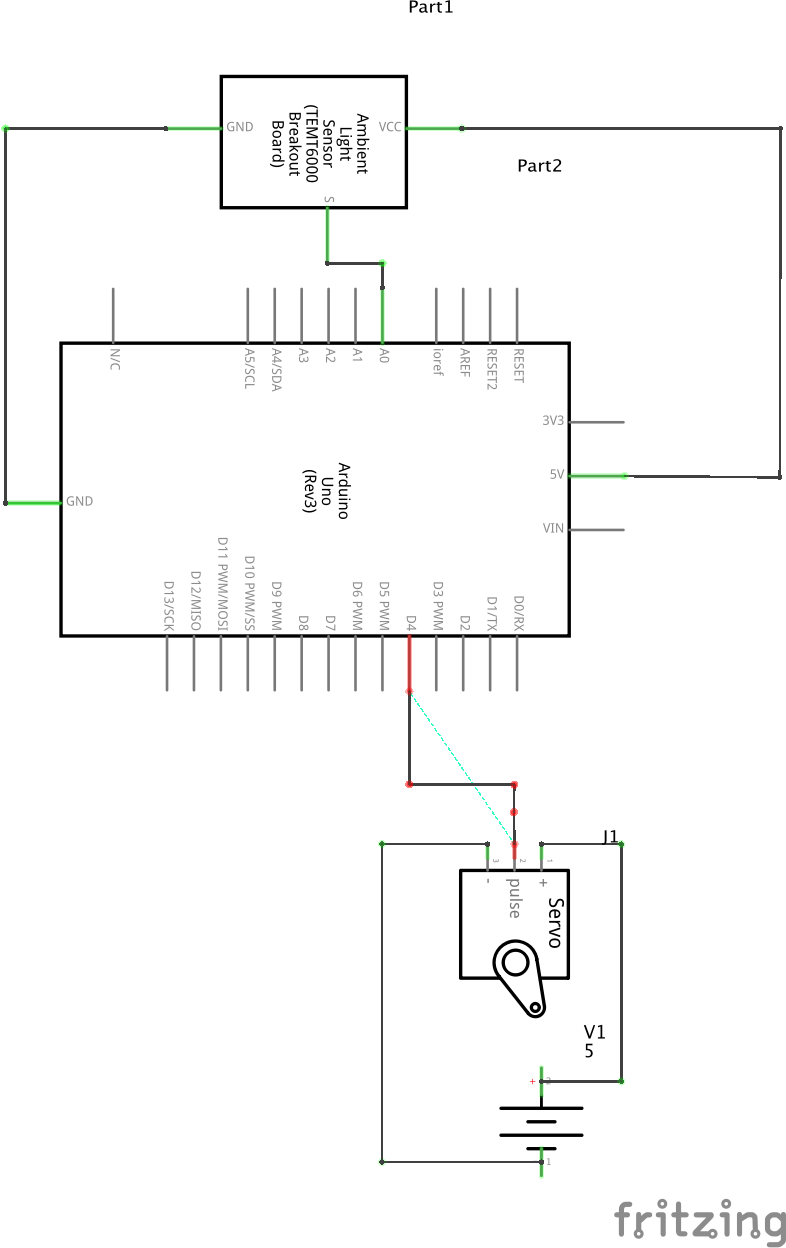 Part1
GND
Ambient
Light
Sensor
(TEMT6000
Breakout
Board)
VCC
S
Part2
N/C
A5/SCL
A4/SDA
A3
A2
A1
A0
ioref
AREF
RESET2
RESET
3V3
5V
VIN
GND
Arduino
Uno
(Rev3)
D13/SCK
D12/MISO
D11 PWM/MOSI
D10 PWM/SS
D9 PWM
D8
D7
D6 PWM
D5 PWM
D4
D3 PWM
D2
D1/TX
D0/RX
J1
3
2
1
-
pulse
+
Servo
V1
5
+
2
1
fritzing